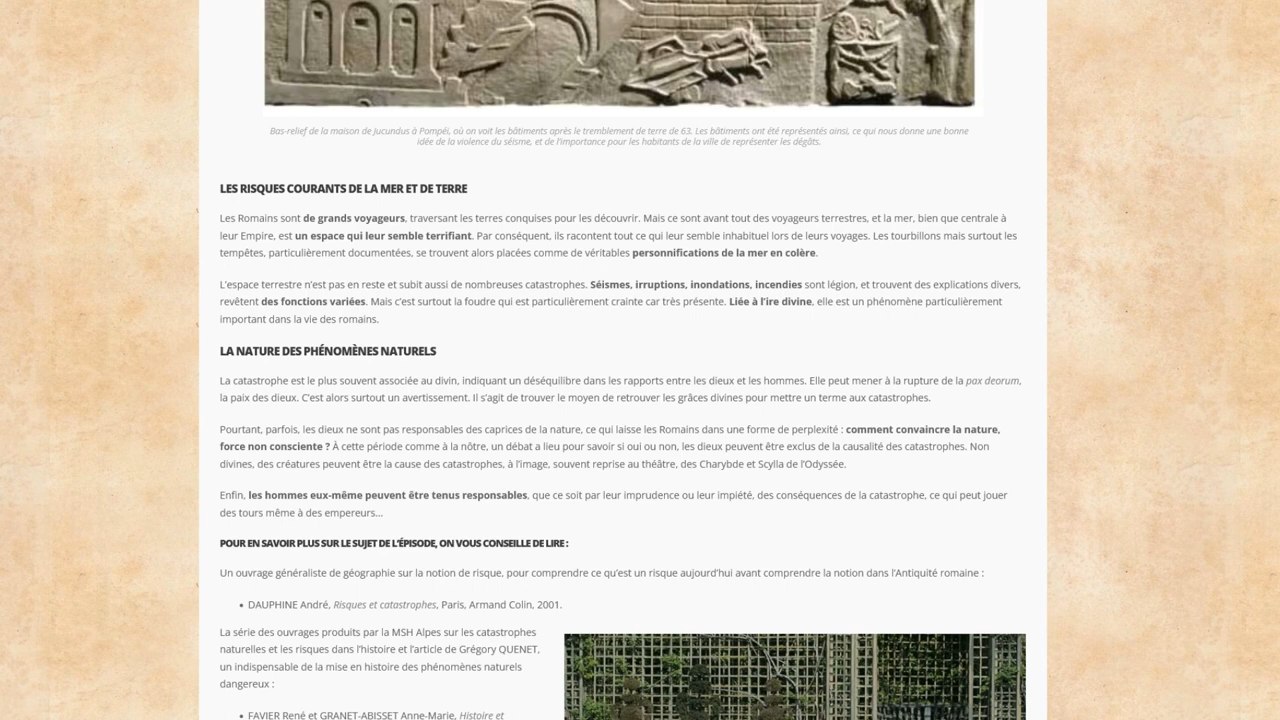 Bas-relief de la maison de Jucundus à Pompéi, où on voit les bâtiments après le tremblement de terre de 63. Les bâtiments ont été représentés ainsi, ce qui nous donne une bonne
idée de la violence du séisme, et de l'importance pour les habitants de la ville de représenter les dégâts.
LES RISQUES COURANTS DE LA MER ET DE TERRE
Les Romains sont de grands voyageurs, traversant les terres conquises pour les découvrir. Mais ce sont avant tout des voyageurs terrestres, et la mer, bien que centrale à
leur Empire, est un espace qui leur semble terrifiant. Par conséquent, ils racontent tout ce qui leur semble inhabituel lors de leurs voyages. Les tourbillons mais surtout les
tempêtes, particulièrement documentées, se trouvent alors placées comme de véritables personnifications de la mer en colère.
L'espace terrestre n'est pas en reste et subit aussi de nombreuses catastrophes. Séismes, irruptions, inondations, incendies sont légion, et trouvent des explications divers,
revêtent des fonctions variées. Mais c'est surtout la foudre qui est particulièrement crainte car très présente. Liée à l'ire divine, elle est un phénomène particulièrement
important dans la vie des romains.
LA NATURE DES PHÉNOMÈNES NATURELS
La catastrophe est le plus souvent associée au divin, indiquant un déséquilibre dans les rapports entre les dieux et les hommes. Elle peut mener à la rupture de la pax deorum,
la paix des dieux. C'est alors surtout un avertissement. Il s'agit de trouver le moyen de retrouver les grâces divines pour mettre un terme aux catastrophes.
Pourtant, parfois, les dieux ne sont pas responsables des caprices de la nature, ce qui laisse les Romains dans une forme de perplexité : comment convaincre la nature,
force non consciente ? À cette période comme à la nôtre, un débat a lieu pour savoir si oui ou non, les dieux peuvent être exclus de la causalité des catastrophes. Non
divines, des créatures peuvent être la cause des catastrophes, à l'image, souvent reprise au théâtre, des Charybde et Scylla de l'Odyssée.
Enfin, les hommes eux-même peuvent être tenus responsables, que ce soit par leur imprudence ou leur impiété, des conséquences de la catastrophe, ce qui peut jouer
des tours même à des empereurs…
POUR EN SAVOIR PLUS SUR LE SUJET DE L'ÉPISODE, ON VOUS CONSEILLE DE LIRE :
Un ouvrage généraliste de géographie sur la notion de risque, pour comprendre ce qu'est un risque aujourd'hui avant comprendre la notion dans l'Antiquité romaine :
• DAUPHINE André, Risques et catastrophes, Paris, Armand Colin, 2001.
La série des ouvrages produits par la MSH Alpes sur les catastrophes
naturelles et les risques dans l'histoire et l'article de Grégory QUENET,
un indispensable de la mise en histoire des phénomènes naturels
dangereux :
• FAVIER René et GRANET-ABISSET Anne-Marie, Histoire et